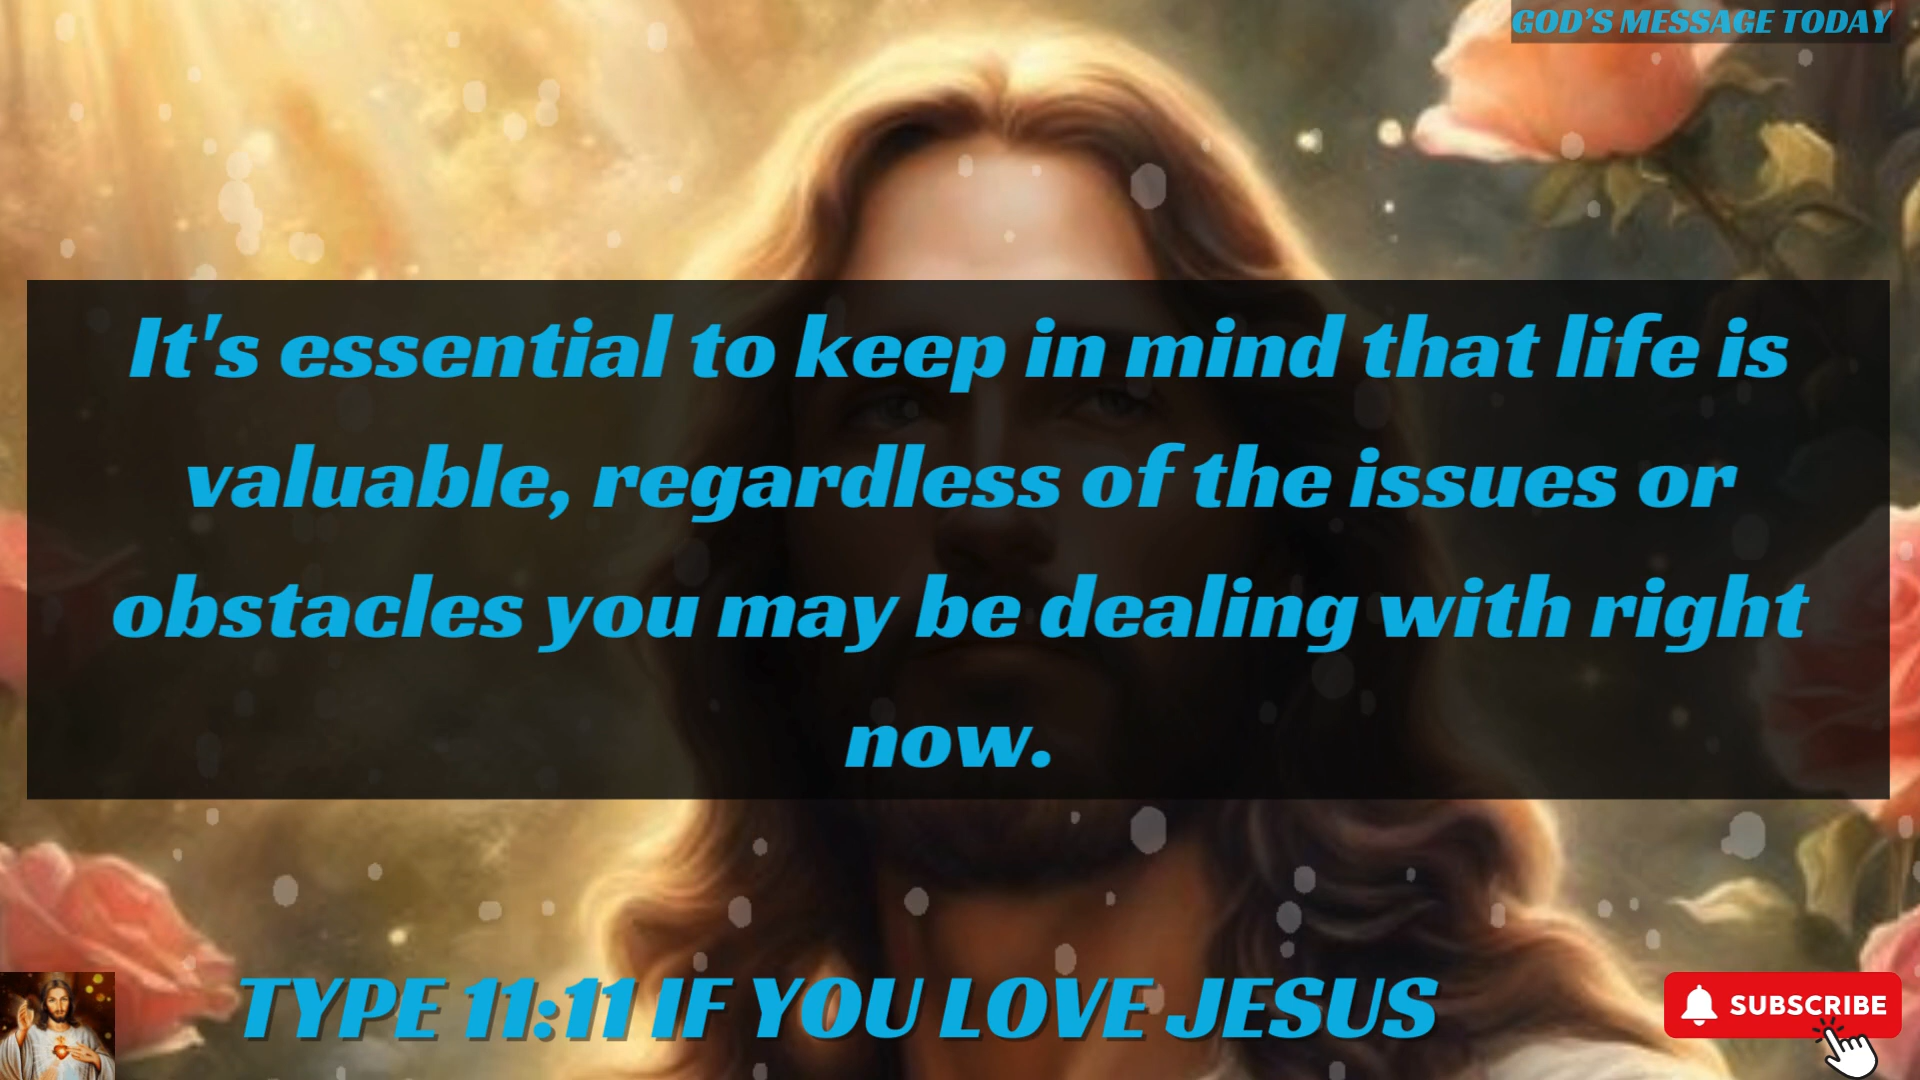 GOD’S MESSAGE TODAY
It's essential to keep in mind that life is
valuable, regardless of the issues or
obstacles you may be dealing with right
now.
TYPE 11:11 IF YOU LOVE JESUS
SUBSCRIBE